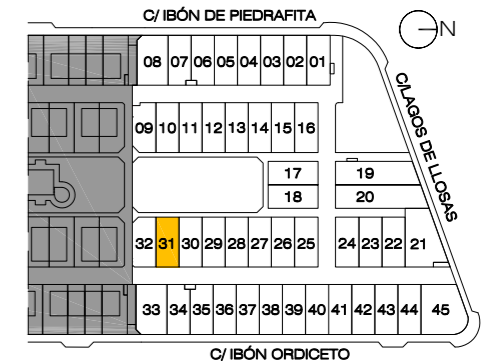 C/ IBÓN DE PIEDRAFITA
N
08 07 06 05 04 03 02 01
C/LAGOS DE LLOSAS
09 10 11 12 13 14 15 16
17 19
18 20
32 31 30 29 28 27 26 25 24 23 22 21
33 34 35 36 37 38 39 40 41 42 43 44 45
C/ IBÓN ORDICETO